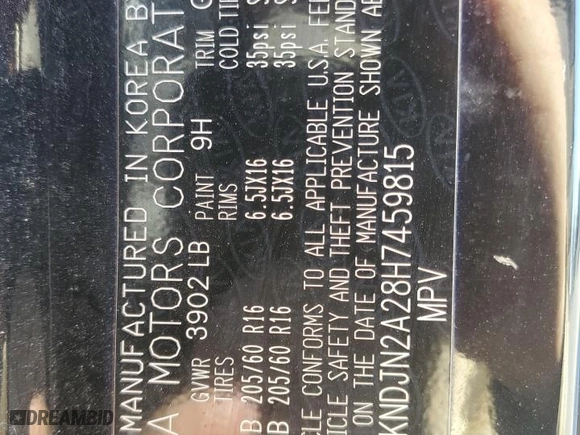 MANUFACTURED IN KOREA B
A MOTORS CORPORAT
GVWR PAINT TRIM
3902 LB 9H
TIRES RIMS COLD TI
B 205/60 R16 6.5JX16 35psi
B 205/60 R16 6.5JX16 35psi
CLE CONFORMS TO ALL APPLICABLE U.S.A. FE
ICLE SAFETY AND THEFT PREVENTION STAND
ON THE DATE OF MANUFACTURE SHOWN AB
KNDJN2A28H7459815
MPV
DREAMBID